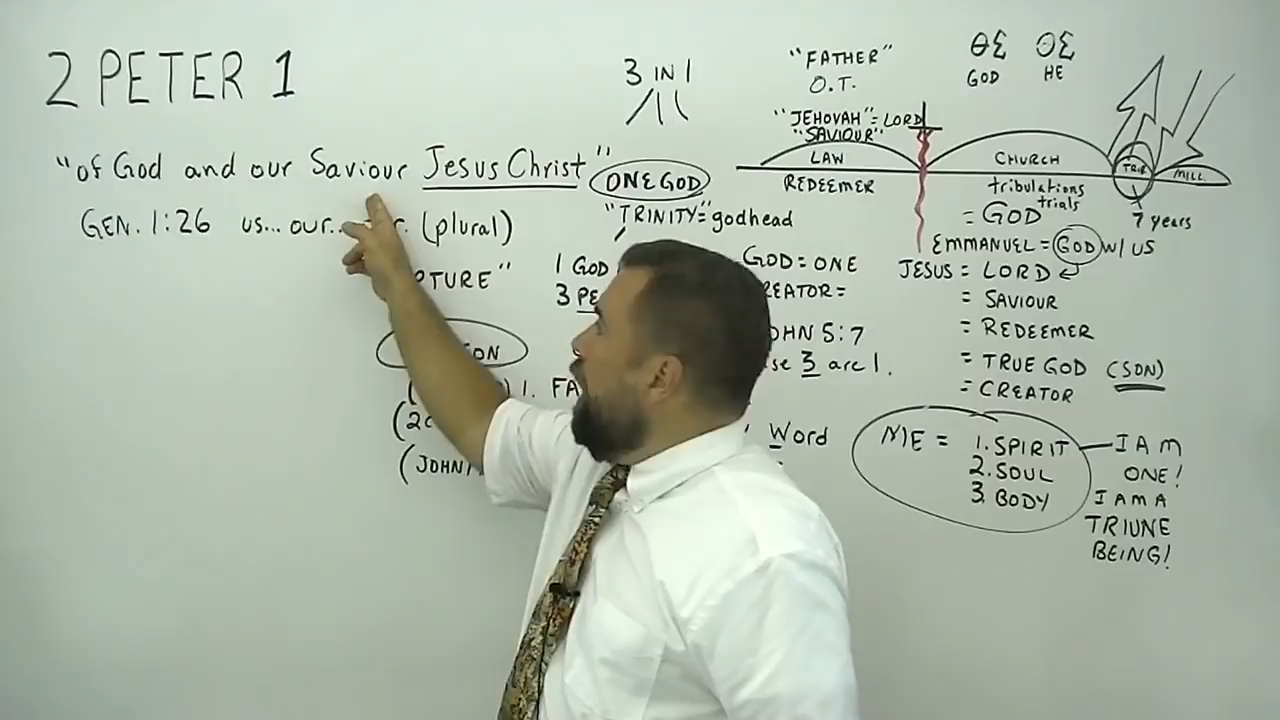 2 PETER 1
"of God and our Saviour Jesus Christ"
GEN. 1:26 us... our... (plural)
3 IN 1
ONE GOD
"TRINITY"= godhead
1 GOD
3
GOD = ONE
=
5:7
3 are 1.
1.
Word
(JOHN
"FATHER"
O.T.
"JEHOVAH" = LORD
"SAVIOUR"
LAW
REDEEMER
ΘΣ ΟΣ
GOD HE
CHURCH
TRIB
MILL.
tribulations
trials
7 years
= GOD
EMMANUEL = GOD W/ US
JESUS = LORD
= SAVIOUR
= REDEEMER
= TRUE GOD (SON)
= CREATOR
ME = 1. SPIRIT
2. SOUL
3. BODY
I AM
ONE!
I AM A
TRIUNE
BEING!